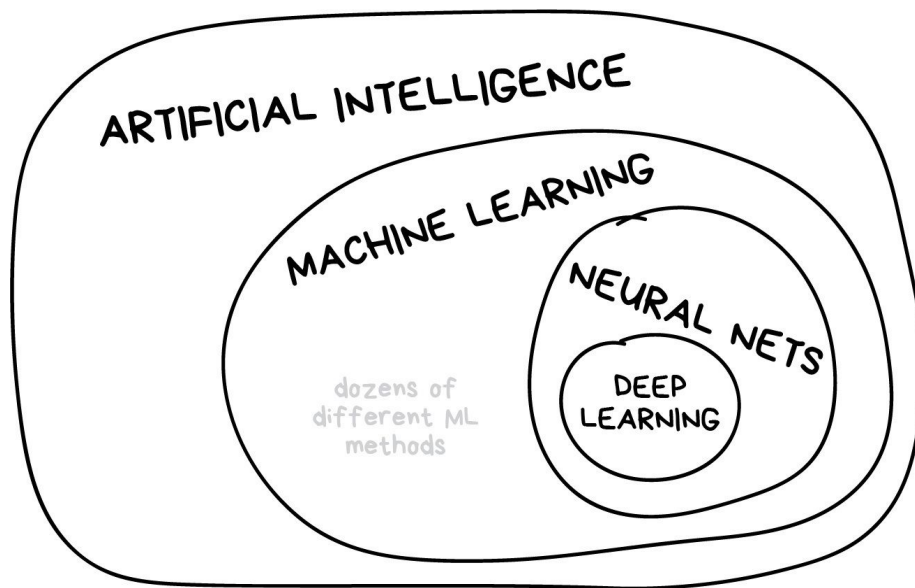 ARTIFICIAL INTELLIGENCE
MACHINE LEARNING
NEURAL NETS
DEEP
LEARNING
dozens of
different ML
methods